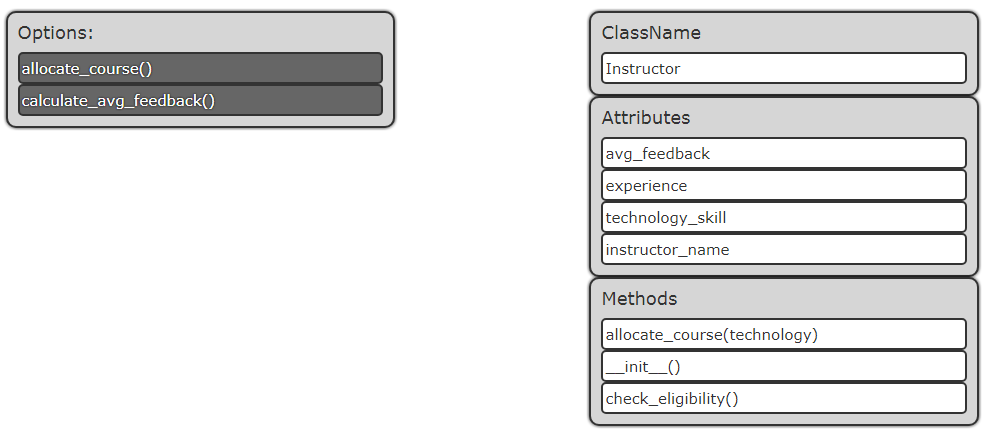 Options:
allocate_course()
calculate_avg_feedback()
ClassName
Instructor
Attributes
avg_feedback
experience
technology_skill
instructor_name
Methods
allocate_course(technology)
__init__()
check_eligibility()